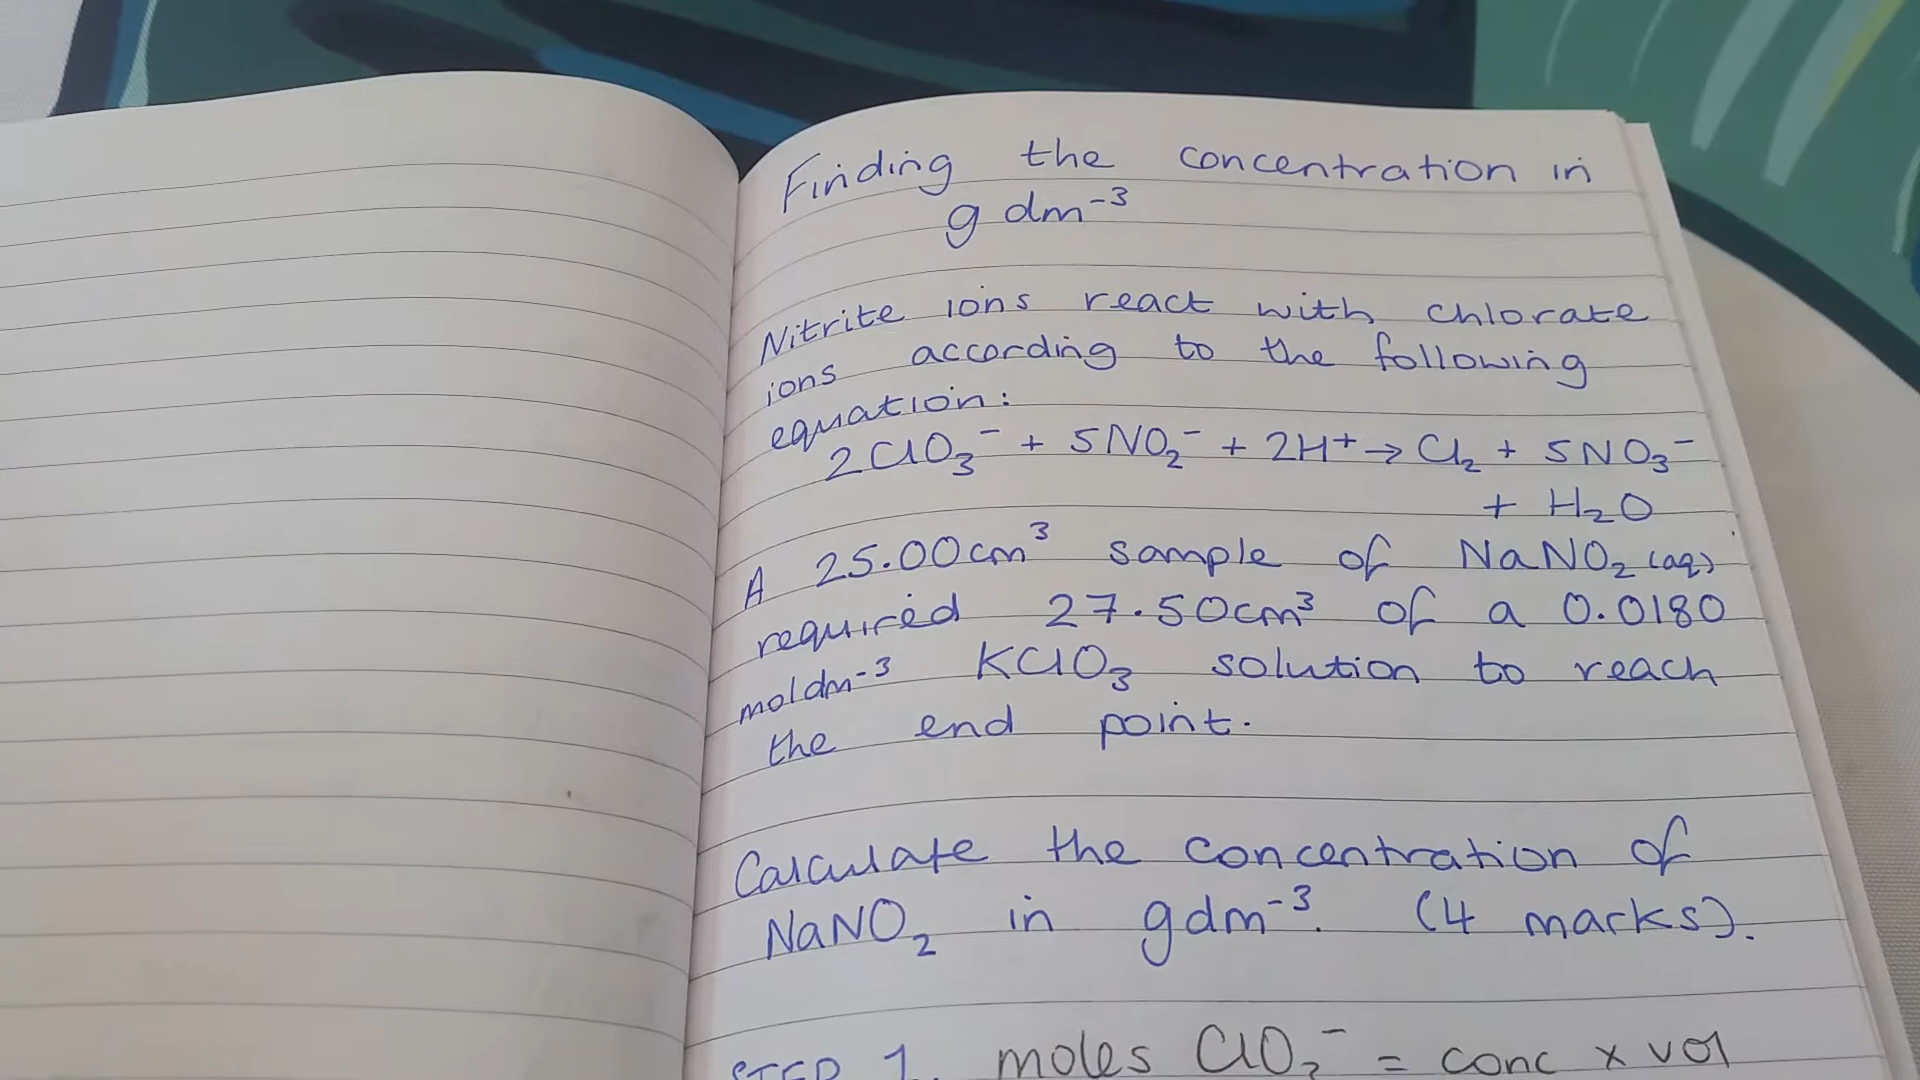 Finding the concentration in
g dm⁻³
Nitrite ions react with chlorate
ions according to the following
equation:
2ClO₃⁻ + 5NO₂⁻ + 2H⁺ → Cl₂ + 5NO₃⁻
+ H₂O
A 25.00cm³ sample of NaNO₂ (aq)
required 27.50cm³ of a 0.0180
moldm⁻³ KClO₃ solution to reach
the end point.
Calculate the concentration of
NaNO₂ in gdm⁻³. (4 marks).
STEP 1. moles ClO₃⁻ = conc x vol